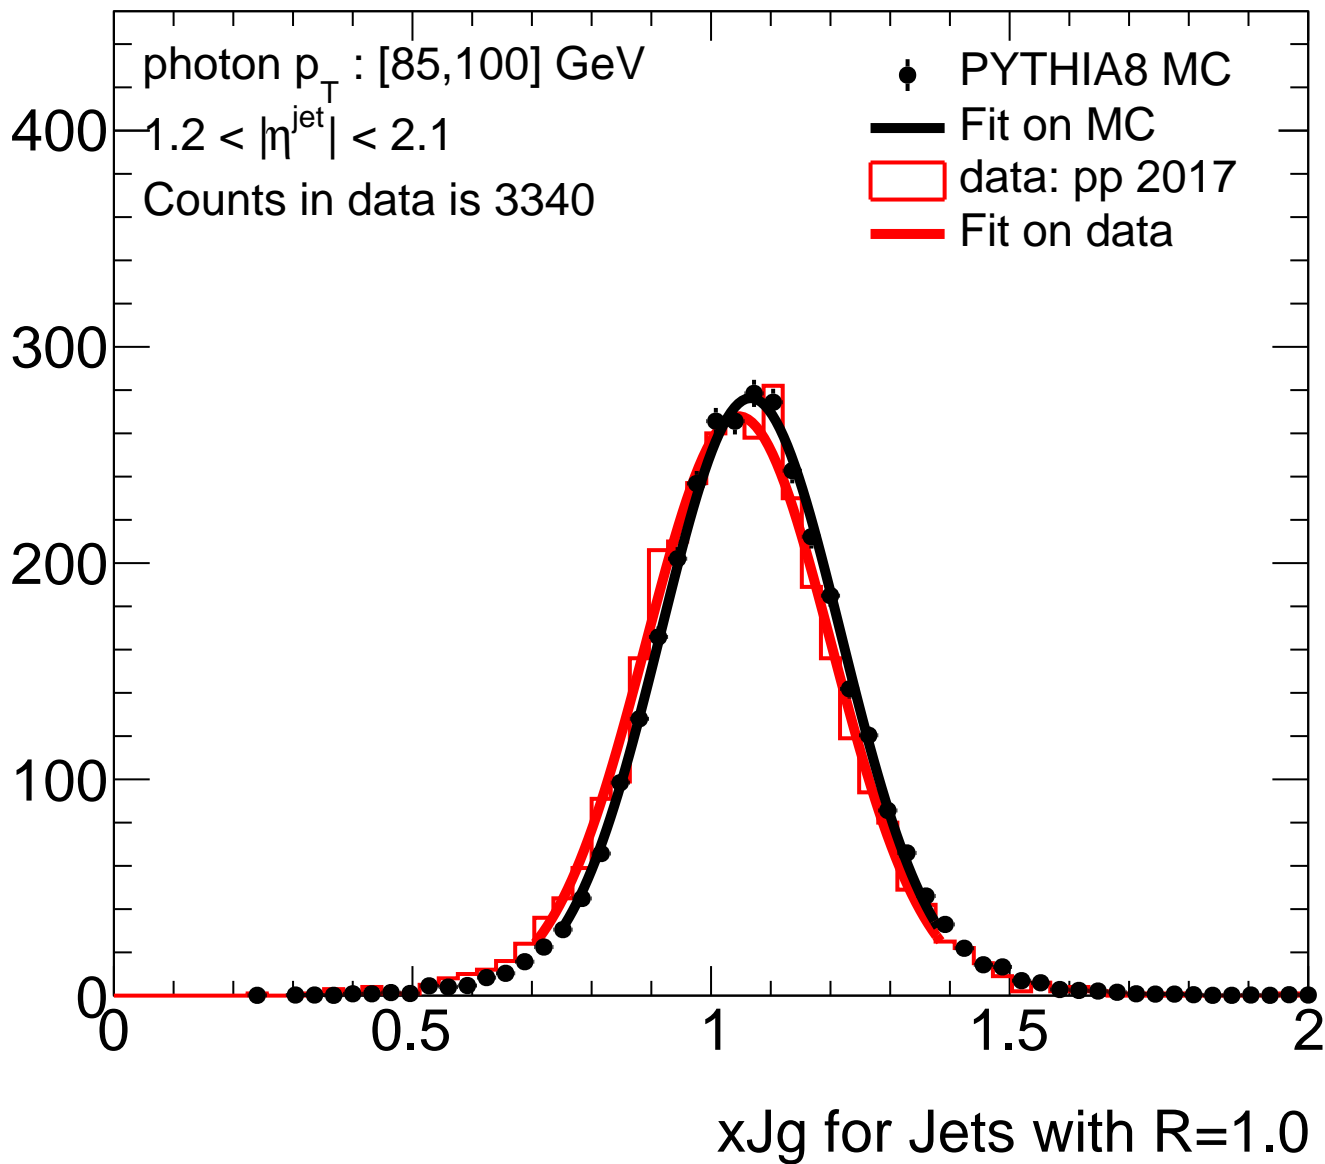 photon p_T : [85,100] GeV
1.2 < |η^jet| < 2.1
Counts in data is 3340
PYTHIA8 MC
Fit on MC
data: pp 2017
Fit on data
400
300
200
100
0
0 0.5 1 1.5 2
xJg for Jets with R=1.0